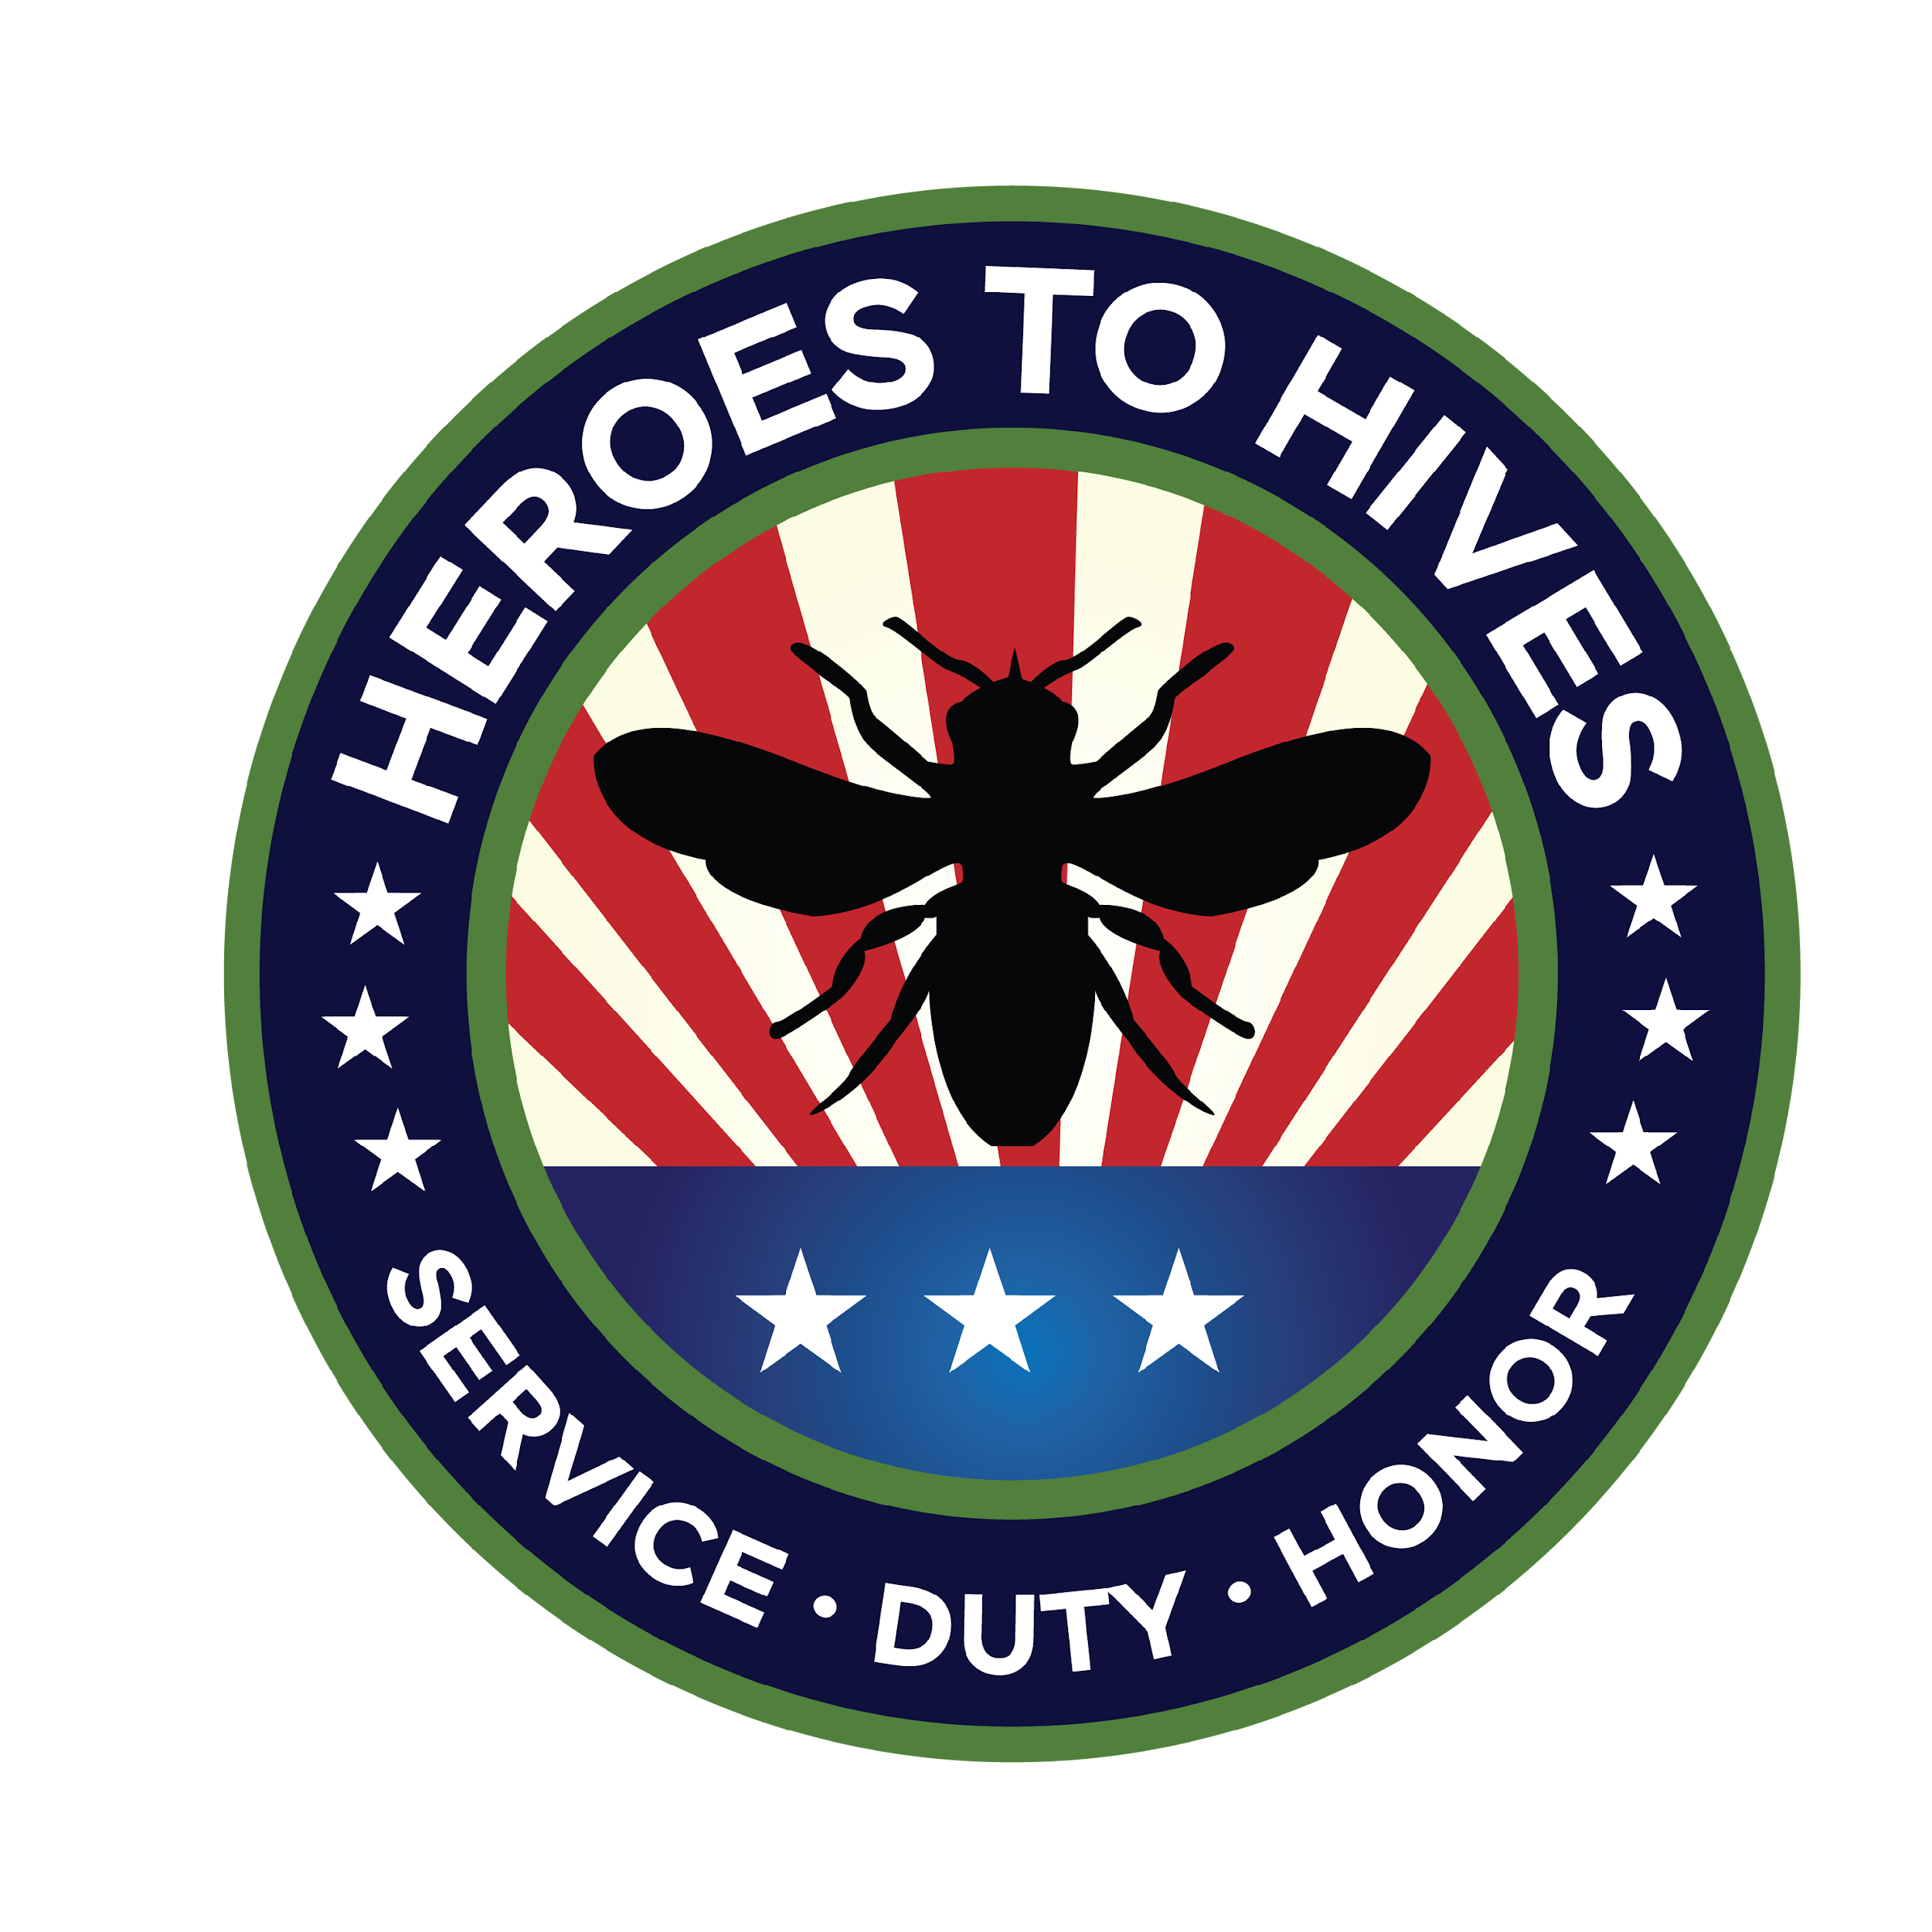 HEROES TO HIVES
SERVICE · DUTY · HONOR